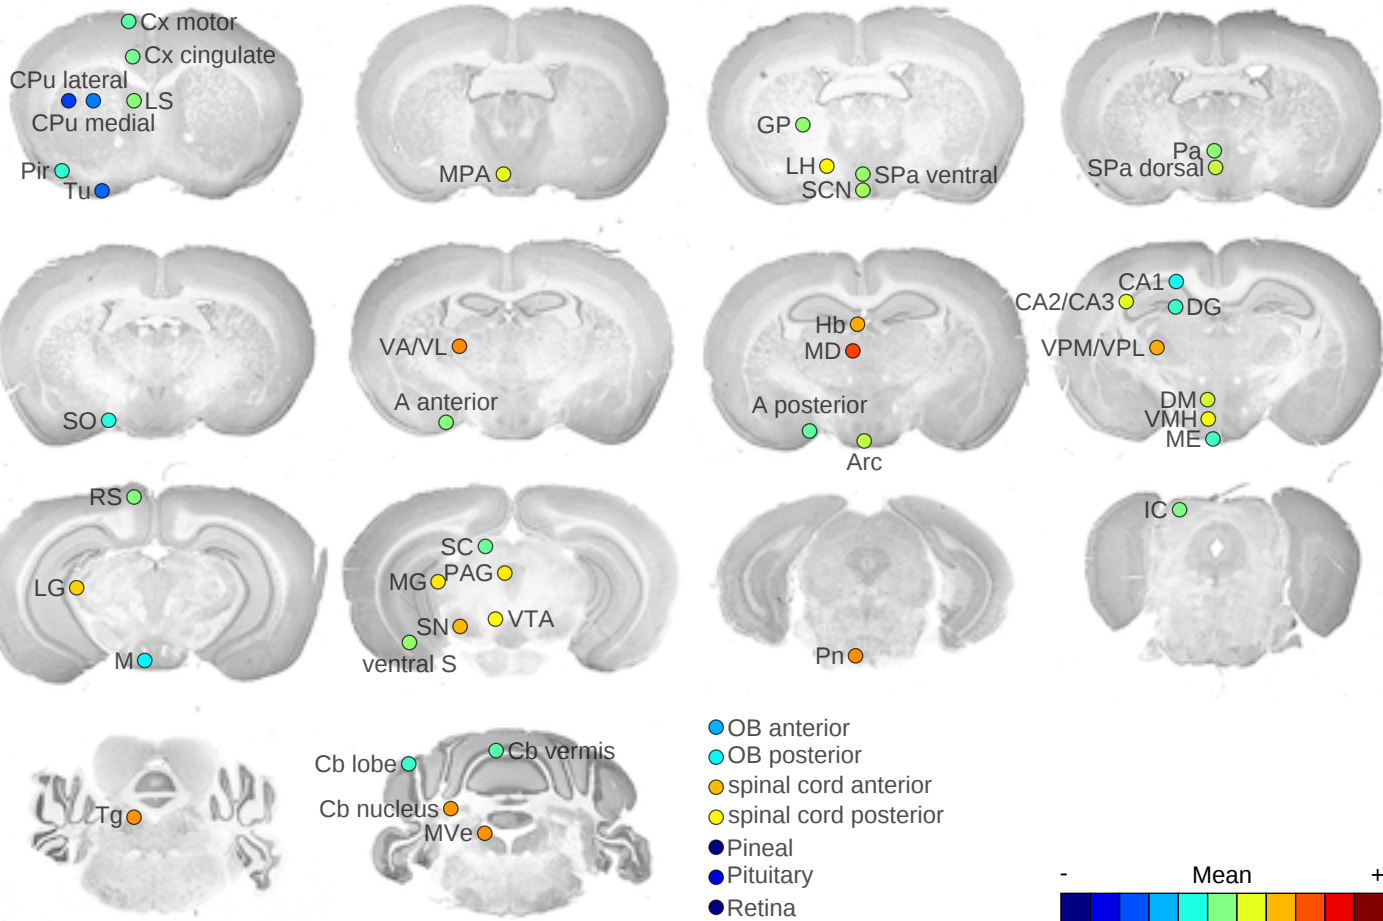 Cx motor
Cx cingulate
CPu lateral
LS
CPu medial
Pir
Tu
MPA
GP
LH
SPa ventral
SCN
Pa
SPa dorsal
SO
VA/VL
A anterior
Hb
MD
A posterior
Arc
CA1
CA2/CA3
DG
VPM/VPL
DM
VMH
ME
RS
LG
M
SC
MG
PAG
SN
VTA
ventral S
Pn
IC
Tg
Cb lobe
Cb vermis
Cb nucleus
MVe
OB anterior
OB posterior
spinal cord anterior
spinal cord posterior
Pineal
Pituitary
Retina
- Mean +